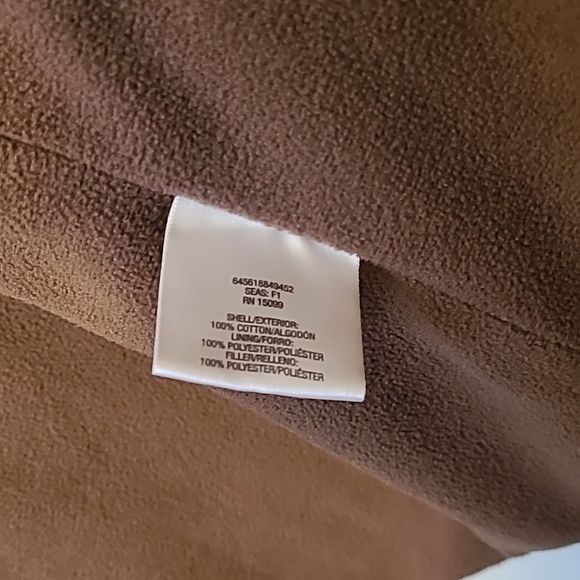 645616849452
SEAS: F1
RN 15099
SHELL/EXTERIOR:
100% COTTON/ALGODÓN
LINING/FORRO:
100% POLYESTER/POLIÉSTER
FILLER/RELLENO:
100% POLYESTER/POLIÉSTER